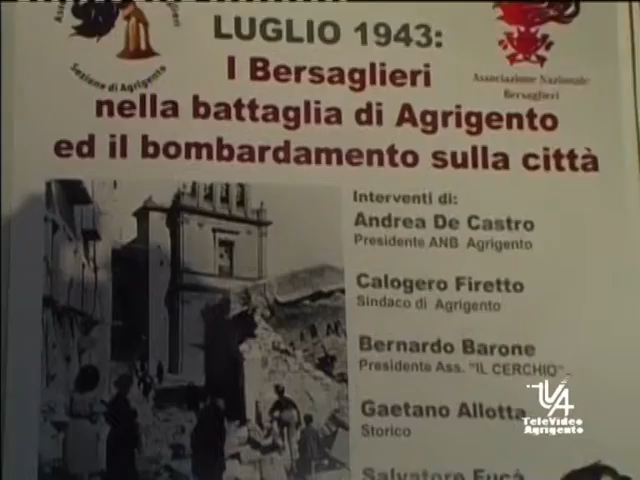 LUGLIO 1943:
I Bersaglieri
nella battaglia di Agrigento
ed il bombardamento sulla città
Sezione di Agrigento
Associazione Nazionale
Bersaglieri
Interventi di:
Andrea De Castro
Presidente ANB Agrigento
Calogero Firetto
Sindaco di Agrigento
Bernardo Barone
Presidente Ass. "IL CERCHIO"
Gaetano Allotta
Storico
Salvatore Fucà
TeleVideo
Agrigento